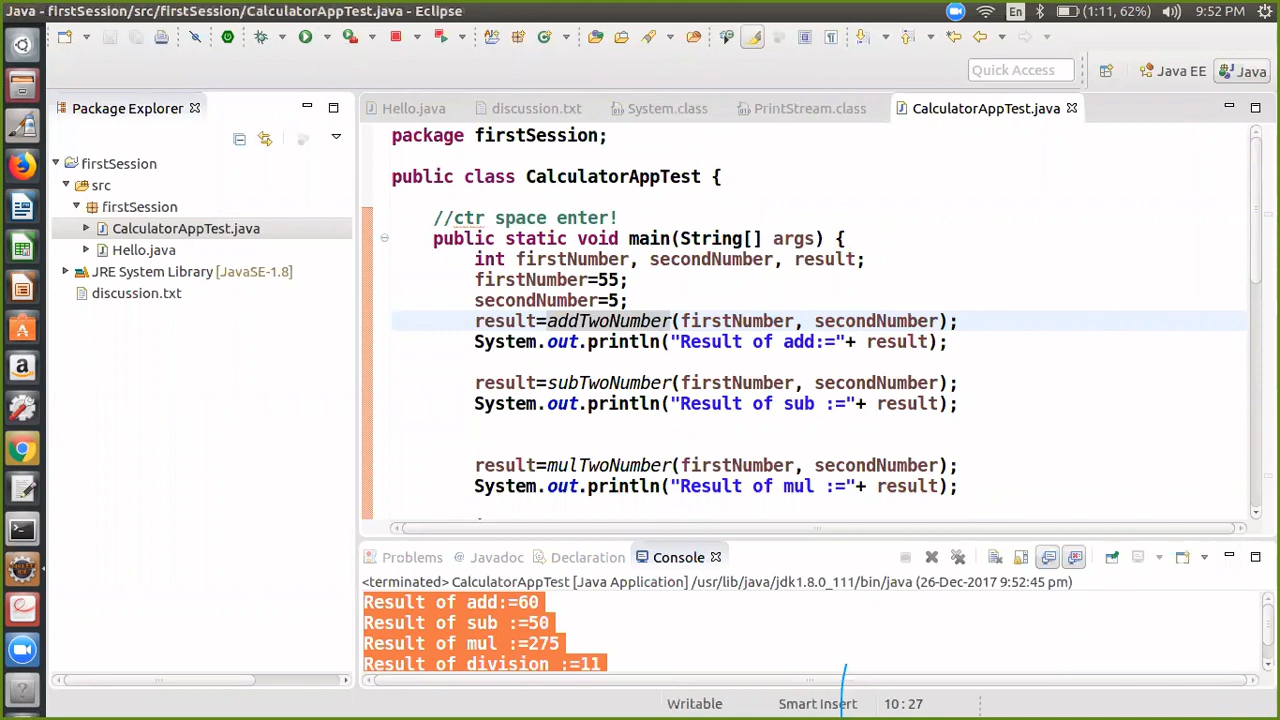 Java - firstSession/src/firstSession/CalculatorAppTest.java - Eclipse
En
(1:11, 62%)
9:52 PM
Quick Access
Java EE
Java
Package Explorer
firstSession
src
firstSession
CalculatorAppTest.java
Hello.java
JRE System Library [JavaSE-1.8]
discussion.txt
Hello.java
discussion.txt
System.class
PrintStream.class
CalculatorAppTest.java
package firstSession;
public class CalculatorAppTest {
//ctr space enter!
public static void main(String[] args) {
int firstNumber, secondNumber, result;
firstNumber=55;
secondNumber=5;
result=addTwoNumber(firstNumber, secondNumber);
System.out.println("Result of add:="+ result);
result=subTwoNumber(firstNumber, secondNumber);
System.out.println("Result of sub :="+ result);
result=mulTwoNumber(firstNumber, secondNumber);
System.out.println("Result of mul :="+ result);
Problems
Javadoc
Declaration
Console
<terminated> CalculatorAppTest [Java Application] /usr/lib/java/jdk1.8.0_111/bin/java (26-Dec-2017 9:52:45 PM)
Result of add:=60
Result of sub :=50
Result of mul :=275
Result of division :=11
Writable
Smart Insert
10 : 27